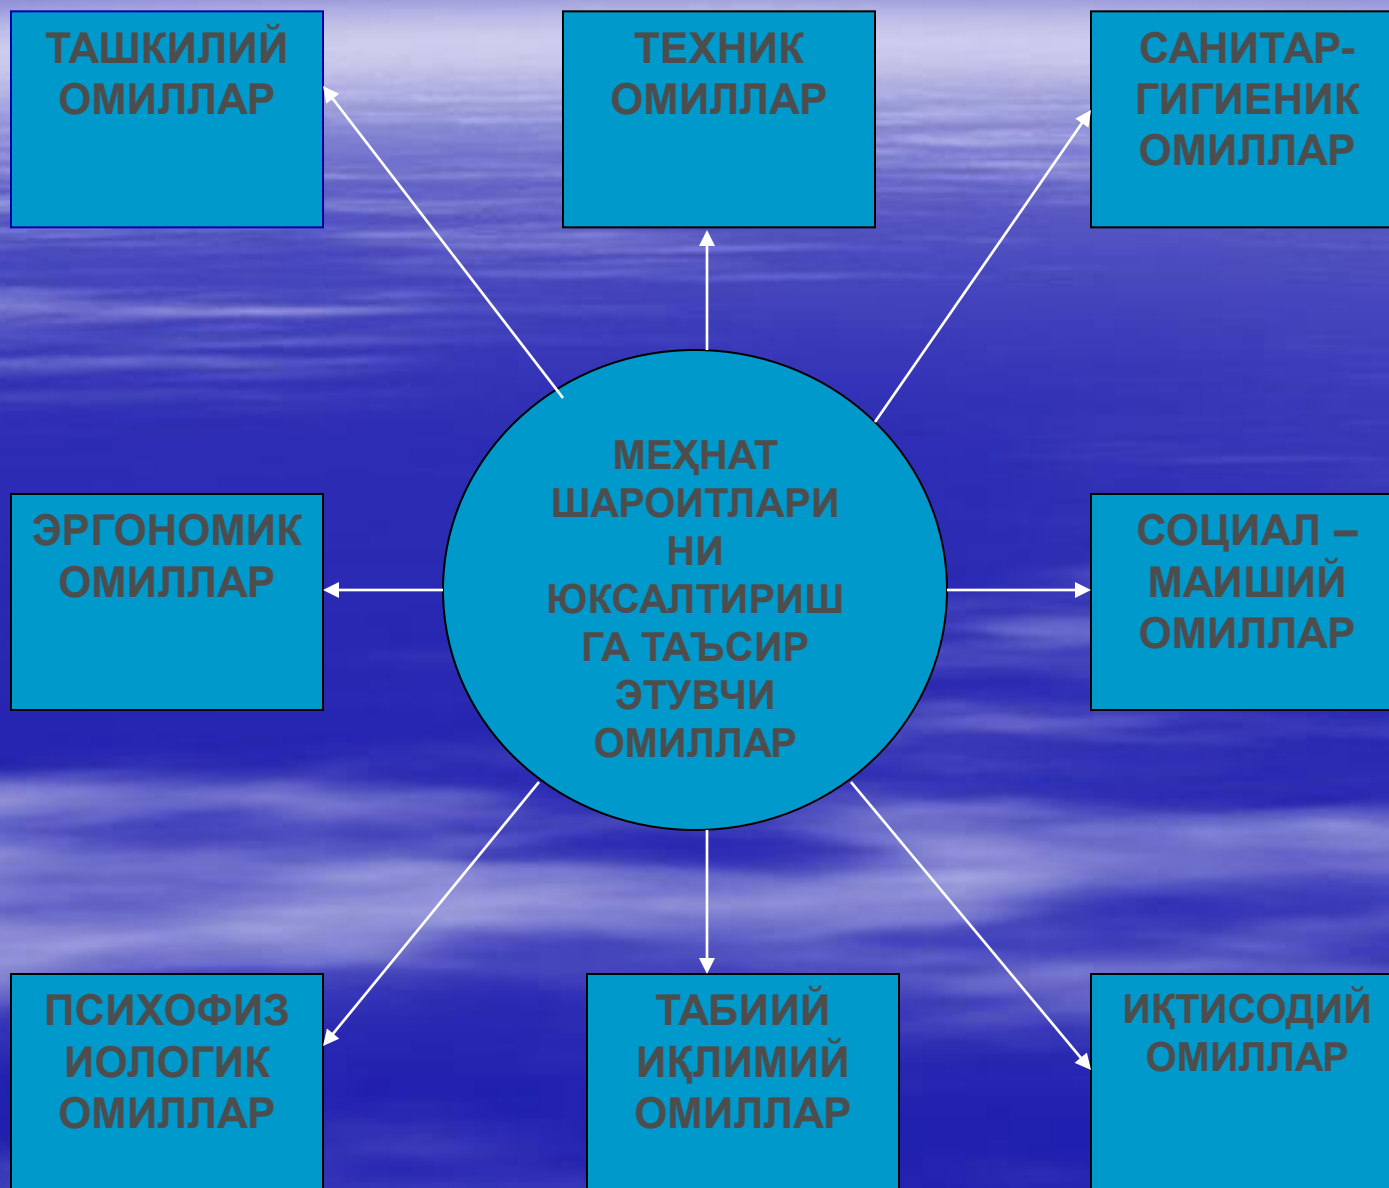 ТАШКИЛИЙ
ОМИЛЛАР
ТЕХНИК
ОМИЛЛАР
САНИТАР-
ГИГИЕНИК
ОМИЛЛАР
ЭРГОНОМИК
ОМИЛЛАР
МЕҲНАТ
ШАРОИТЛАРИ
НИ
ЮКСАЛТИРИШ
ГА ТАЪСИР
ЭТУВЧИ
ОМИЛЛАР
СОЦИАЛ –
МАИШИЙ
ОМИЛЛАР
ПСИХОФИЗ
ИОЛОГИК
ОМИЛЛАР
ТАБИИЙ
ИҚЛИМИЙ
ОМИЛЛАР
ИҚТИСОДИЙ
ОМИЛЛАР